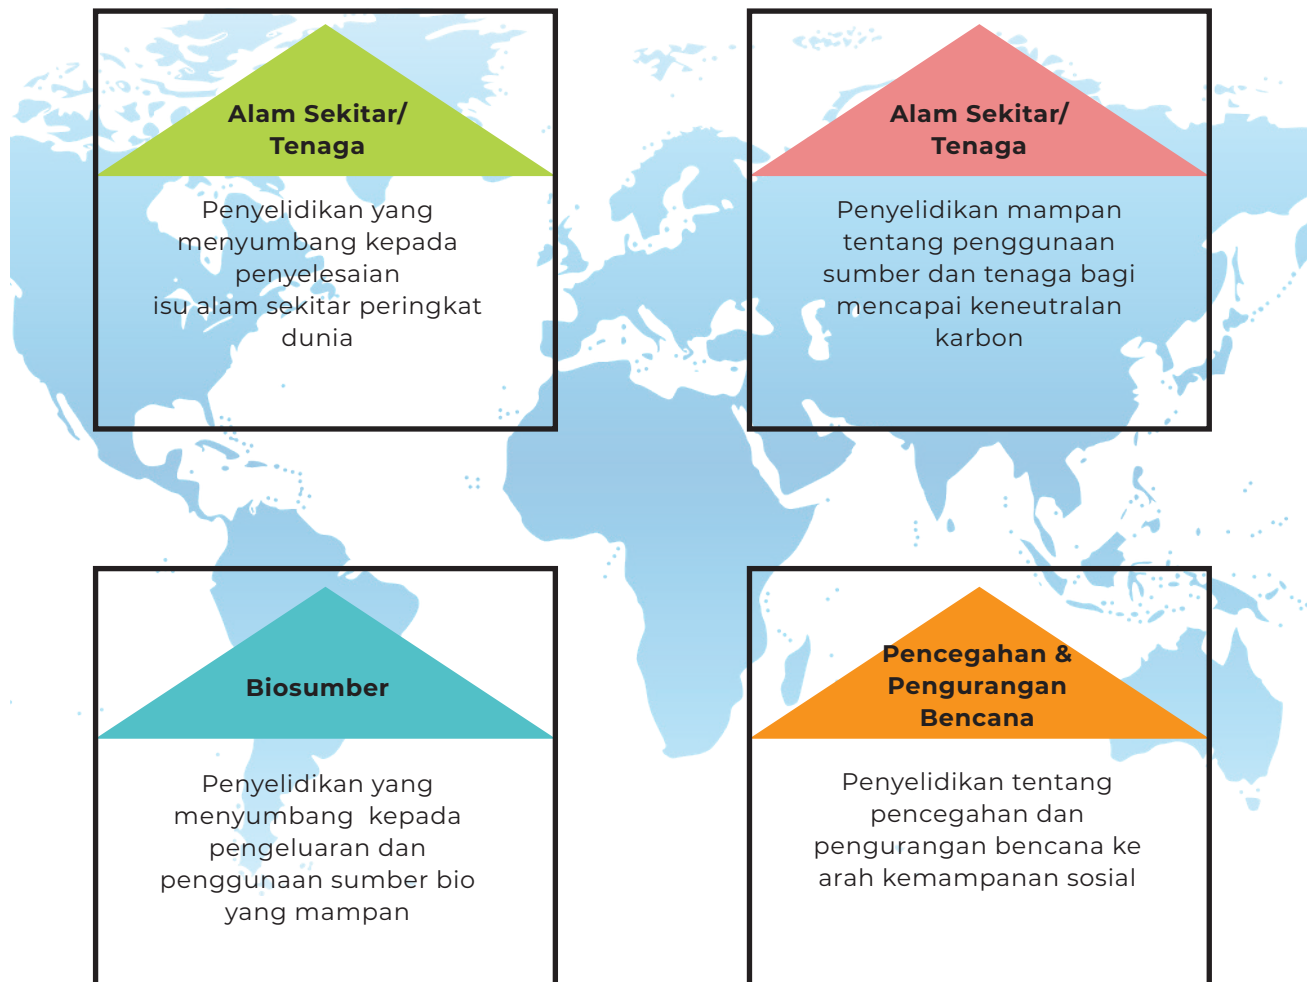 Alam Sekitar/
Tenaga
Penyelidikan yang
menyumbang kepada
penyelesaian
isu alam sekitar peringkat
dunia
Alam Sekitar/
Tenaga
Penyelidikan mampan
tentang penggunaan
sumber dan tenaga bagi
mencapai keneutralan
karbon
Biosumber
Penyelidikan yang
menyumbang kepada
pengeluaran dan
penggunaan sumber bio
yang mampan
Pencegahan &
Pengurangan
Bencana
Penyelidikan tentang
pencegahan dan
pengurangan bencana ke
arah kemampanan sosial